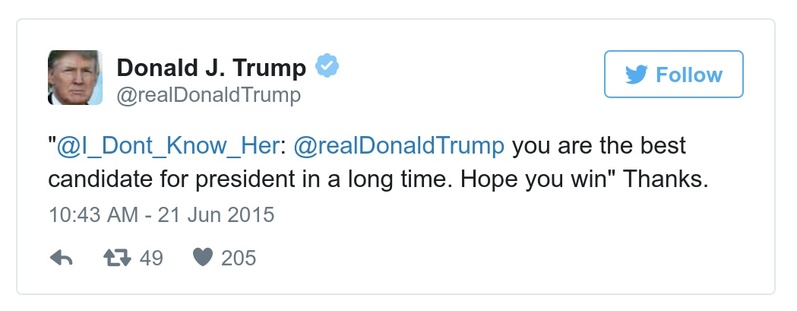 Donald J. Trump
@realDonaldTrump
Follow
"@I_Dont_Know_Her: @realDonaldTrump you are the best
candidate for president in a long time. Hope you win" Thanks.
10:43 AM - 21 Jun 2015
49 205